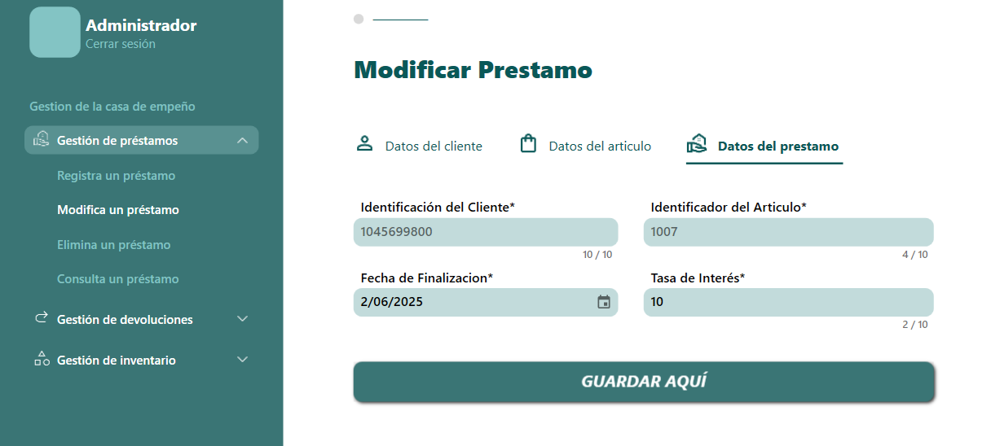 Administrador
Cerrar sesión
Gestion de la casa de empeño
Gestión de préstamos
Registra un préstamo
Modifica un préstamo
Elimina un préstamo
Consulta un préstamo
Gestión de devoluciones
Gestión de inventario
Modificar Prestamo
Datos del cliente
Datos del articulo
Datos del prestamo
Identificación del Cliente*
1045699800
10 / 10
Identificador del Articulo*
1007
4 / 10
Fecha de Finalizacion*
2/06/2025
Tasa de Interés*
10
2 / 10
GUARDAR AQUÍ